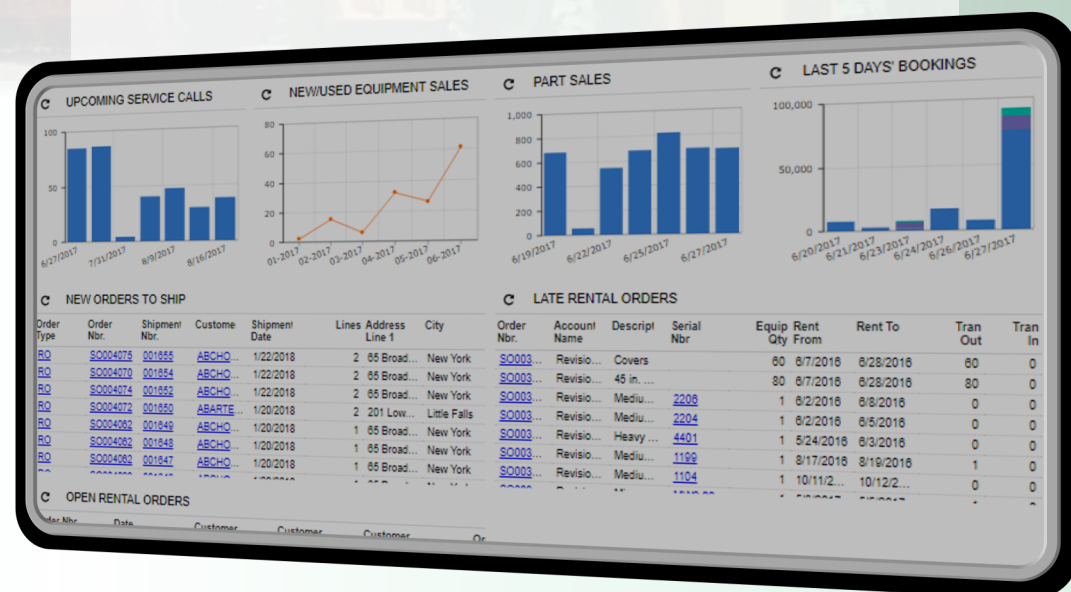 UPCOMING SERVICE CALLS
100
50
0
6/27/2017 7/31/2017 8/9/2017 8/16/2017
NEW/USED EQUIPMENT SALES
80
60
40
20
0
01-2017 02-2017 03-2017 04-2017 05-2017 06-2017
PART SALES
1,000
800
600
400
200
0
6/19/2017 6/22/2017 6/25/2017 6/27/2017
LAST 5 DAYS' BOOKINGS
100,000
50,000
0
6/20/2017 6/21/2017 6/23/2017 6/24/2017 6/26/2017 6/27/2017
NEW ORDERS TO SHIP
Order Type Order Nbr. Shipment Nbr. Custome Shipment Date Lines Address Line 1 City
RO SO004075 001655 ABCHO... 1/22/2018 2 65 Broad... New York
RO SO004070 001654 ABCHO... 1/22/2018 2 65 Broad... New York
RO SO004074 001652 ABCHO... 1/22/2018 2 65 Broad... New York
RO SO004072 001650 ABARTE... 1/20/2018 2 201 Low... Little Falls
RO SO004062 001649 ABCHO... 1/20/2018 1 65 Broad... New York
RO SO004062 001648 ABCHO... 1/20/2018 1 65 Broad... New York
RO SO004062 001647 ABCHO... 1/20/2018 1 65 Broad... New York
LATE RENTAL ORDERS
Order Nbr. Account Name Descript Serial Nbr Equip Qty Rent From Rent To Tran Out Tran In
SO003... Revisio... Covers 60 6/7/2016 6/28/2016 60 0
SO003... Revisio... 45 in. ... 80 6/7/2016 6/28/2016 80 0
SO003... Revisio... Mediu... 2206 1 6/2/2016 6/8/2016 0 0
SO003... Revisio... Mediu... 2204 1 6/2/2016 6/5/2016 0 0
SO003... Revisio... Heavy ... 4401 1 5/24/2016 6/3/2016 0 0
SO003... Revisio... Mediu... 1199 1 8/17/2016 8/19/2016 1 0
SO003... Revisio... Mediu... 1104 1 10/11/2... 10/12/2... 0 0
OPEN RENTAL ORDERS
Date Customer Customer Customer